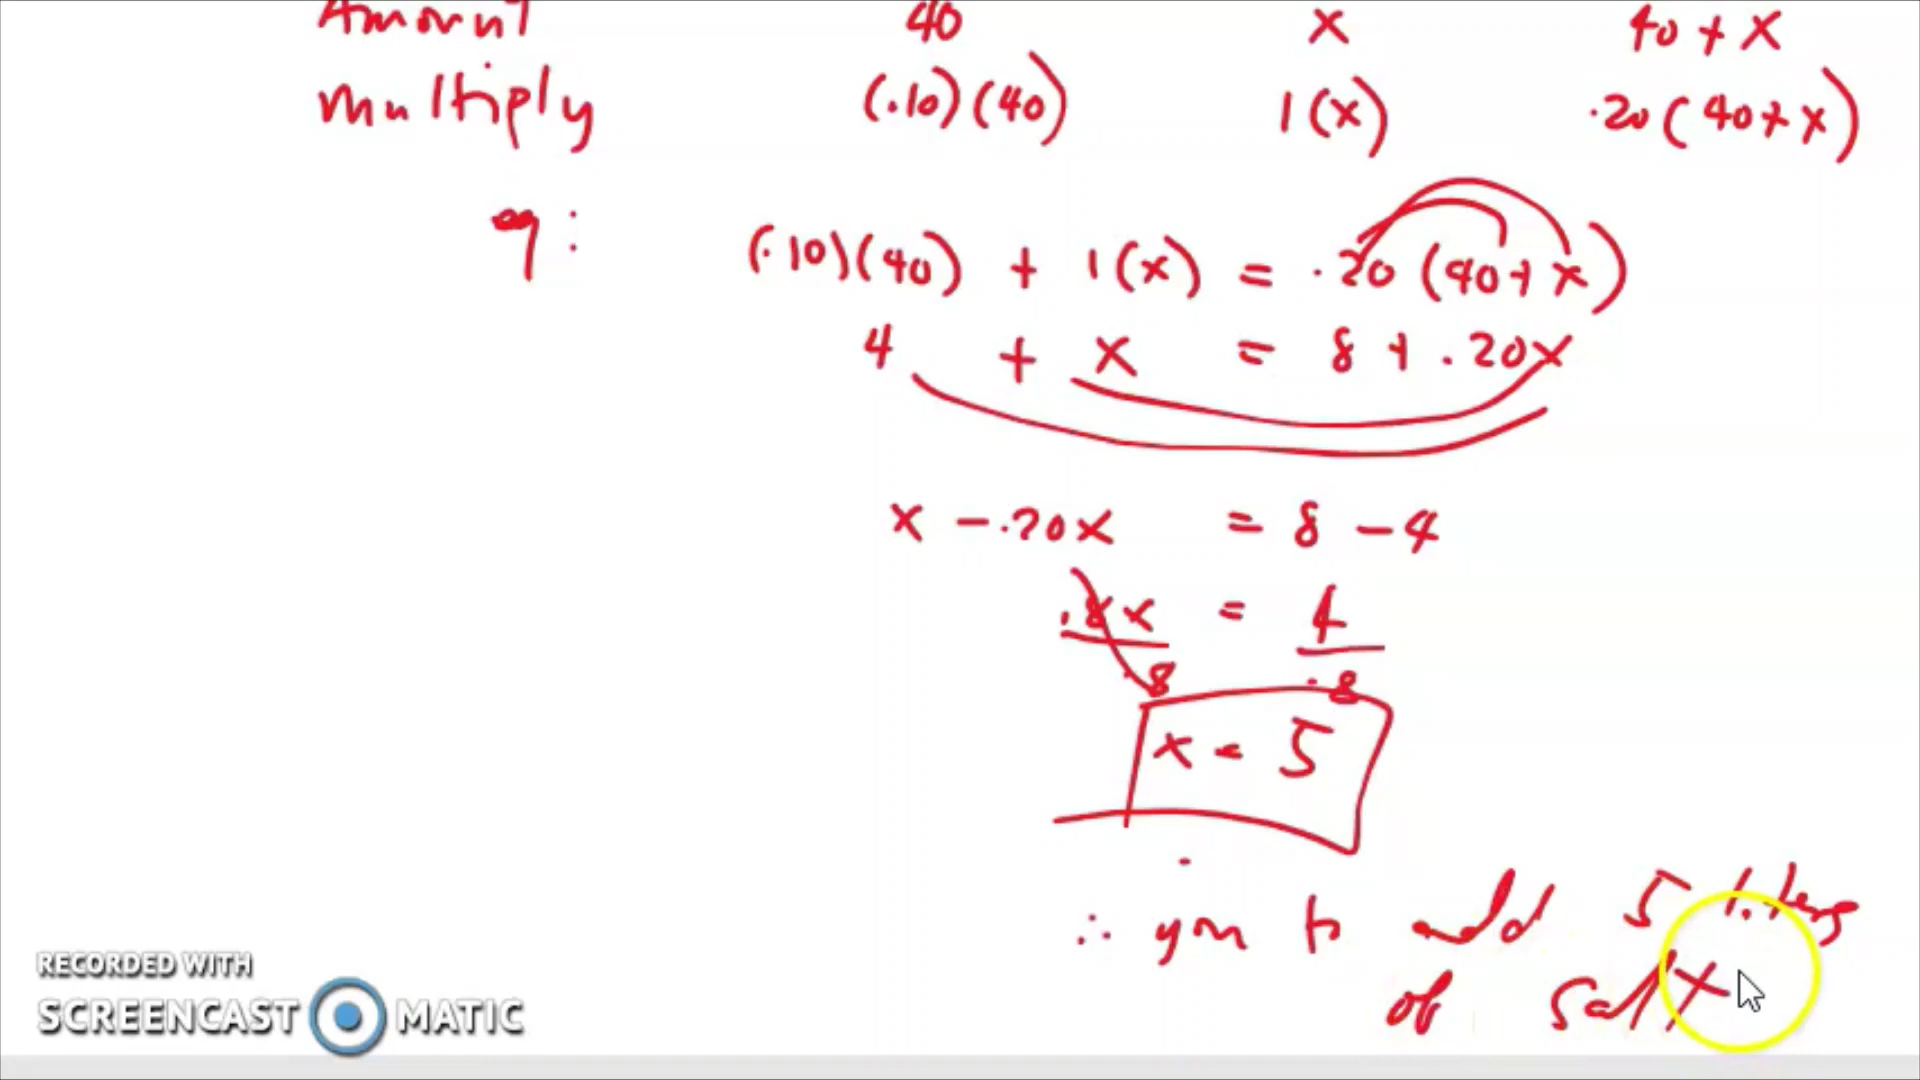 Amount 40 x 40 + x
Multiply (.10)(40) 1(x) .20(40+x)
eq: (.10)(40) + 1(x) = .20(40+x)
4 + x = 8 + .20x
x - .20x = 8 - 4
.8x = 4
.8 .8
x = 5
∴ you to add 5 liters
of salt
RECORDED WITH
SCREENCAST MATIC